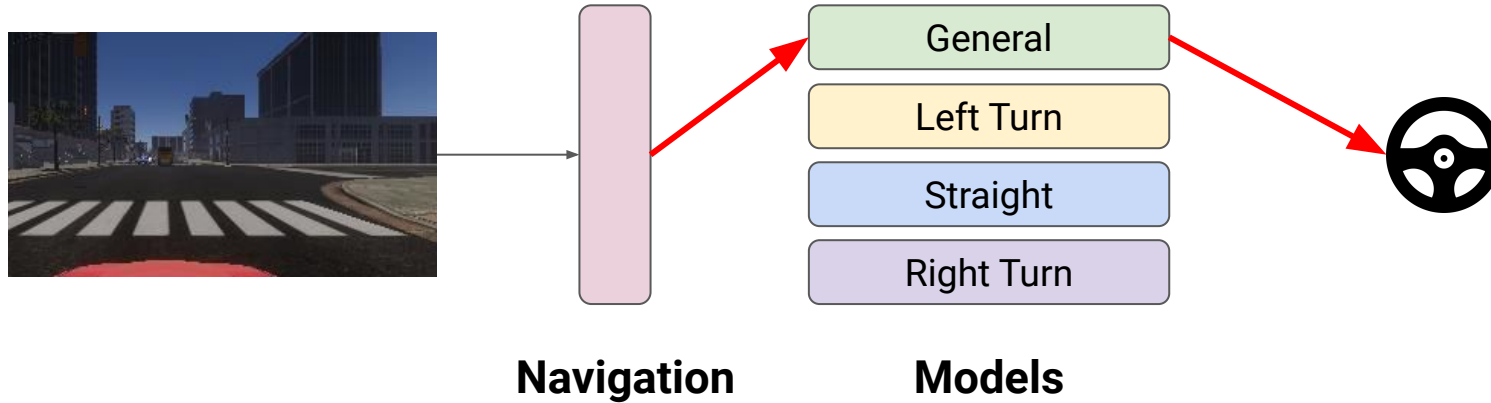 General
Left Turn
Straight
Right Turn
Navigation
Models